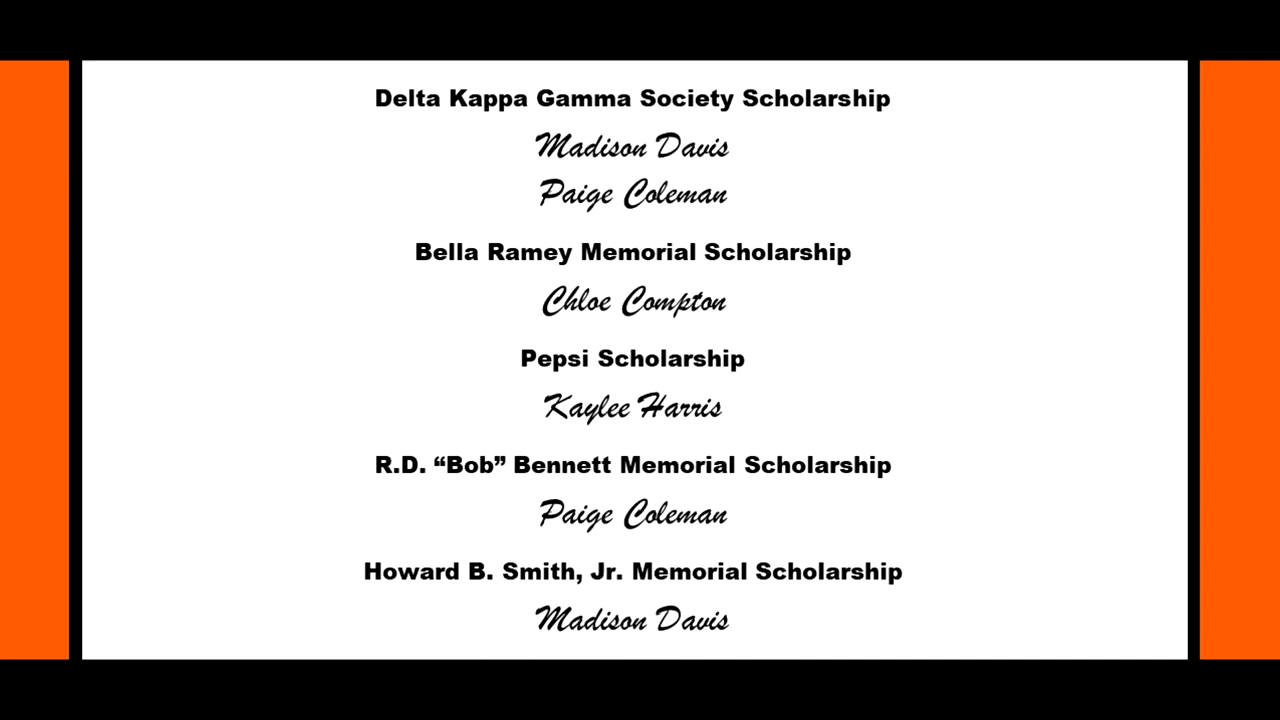 Delta Kappa Gamma Society Scholarship
Madison Davis
Paige Coleman
Bella Ramey Memorial Scholarship
Chloe Compton
Pepsi Scholarship
Kaylee Harris
R.D. “Bob” Bennett Memorial Scholarship
Paige Coleman
Howard B. Smith, Jr. Memorial Scholarship
Madison Davis